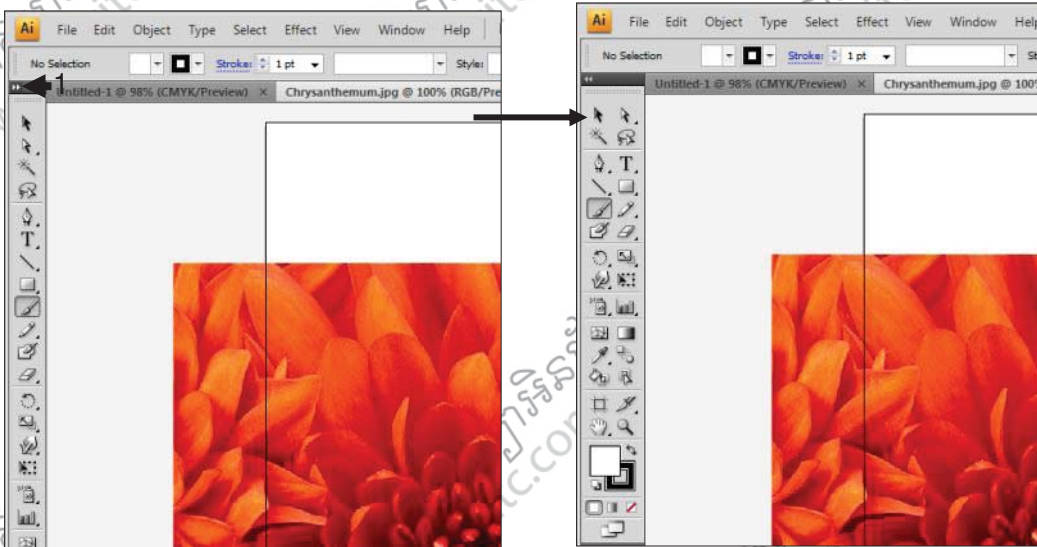 Ai File Edit Object Type Select Effect View Window Help
No Selection Stroke: 1 pt Style:
1
Untitled-1 @ 98% (CMYK/Preview) × Chrysanthemum.jpg @ 100% (RGB/Pre
T
Ai File Edit Object Type Select Effect View Window Help
No Selection Stroke: 1 pt St
Untitled-1 @ 98% (CMYK/Preview) × Chrysanthemum.jpg @ 100%
T